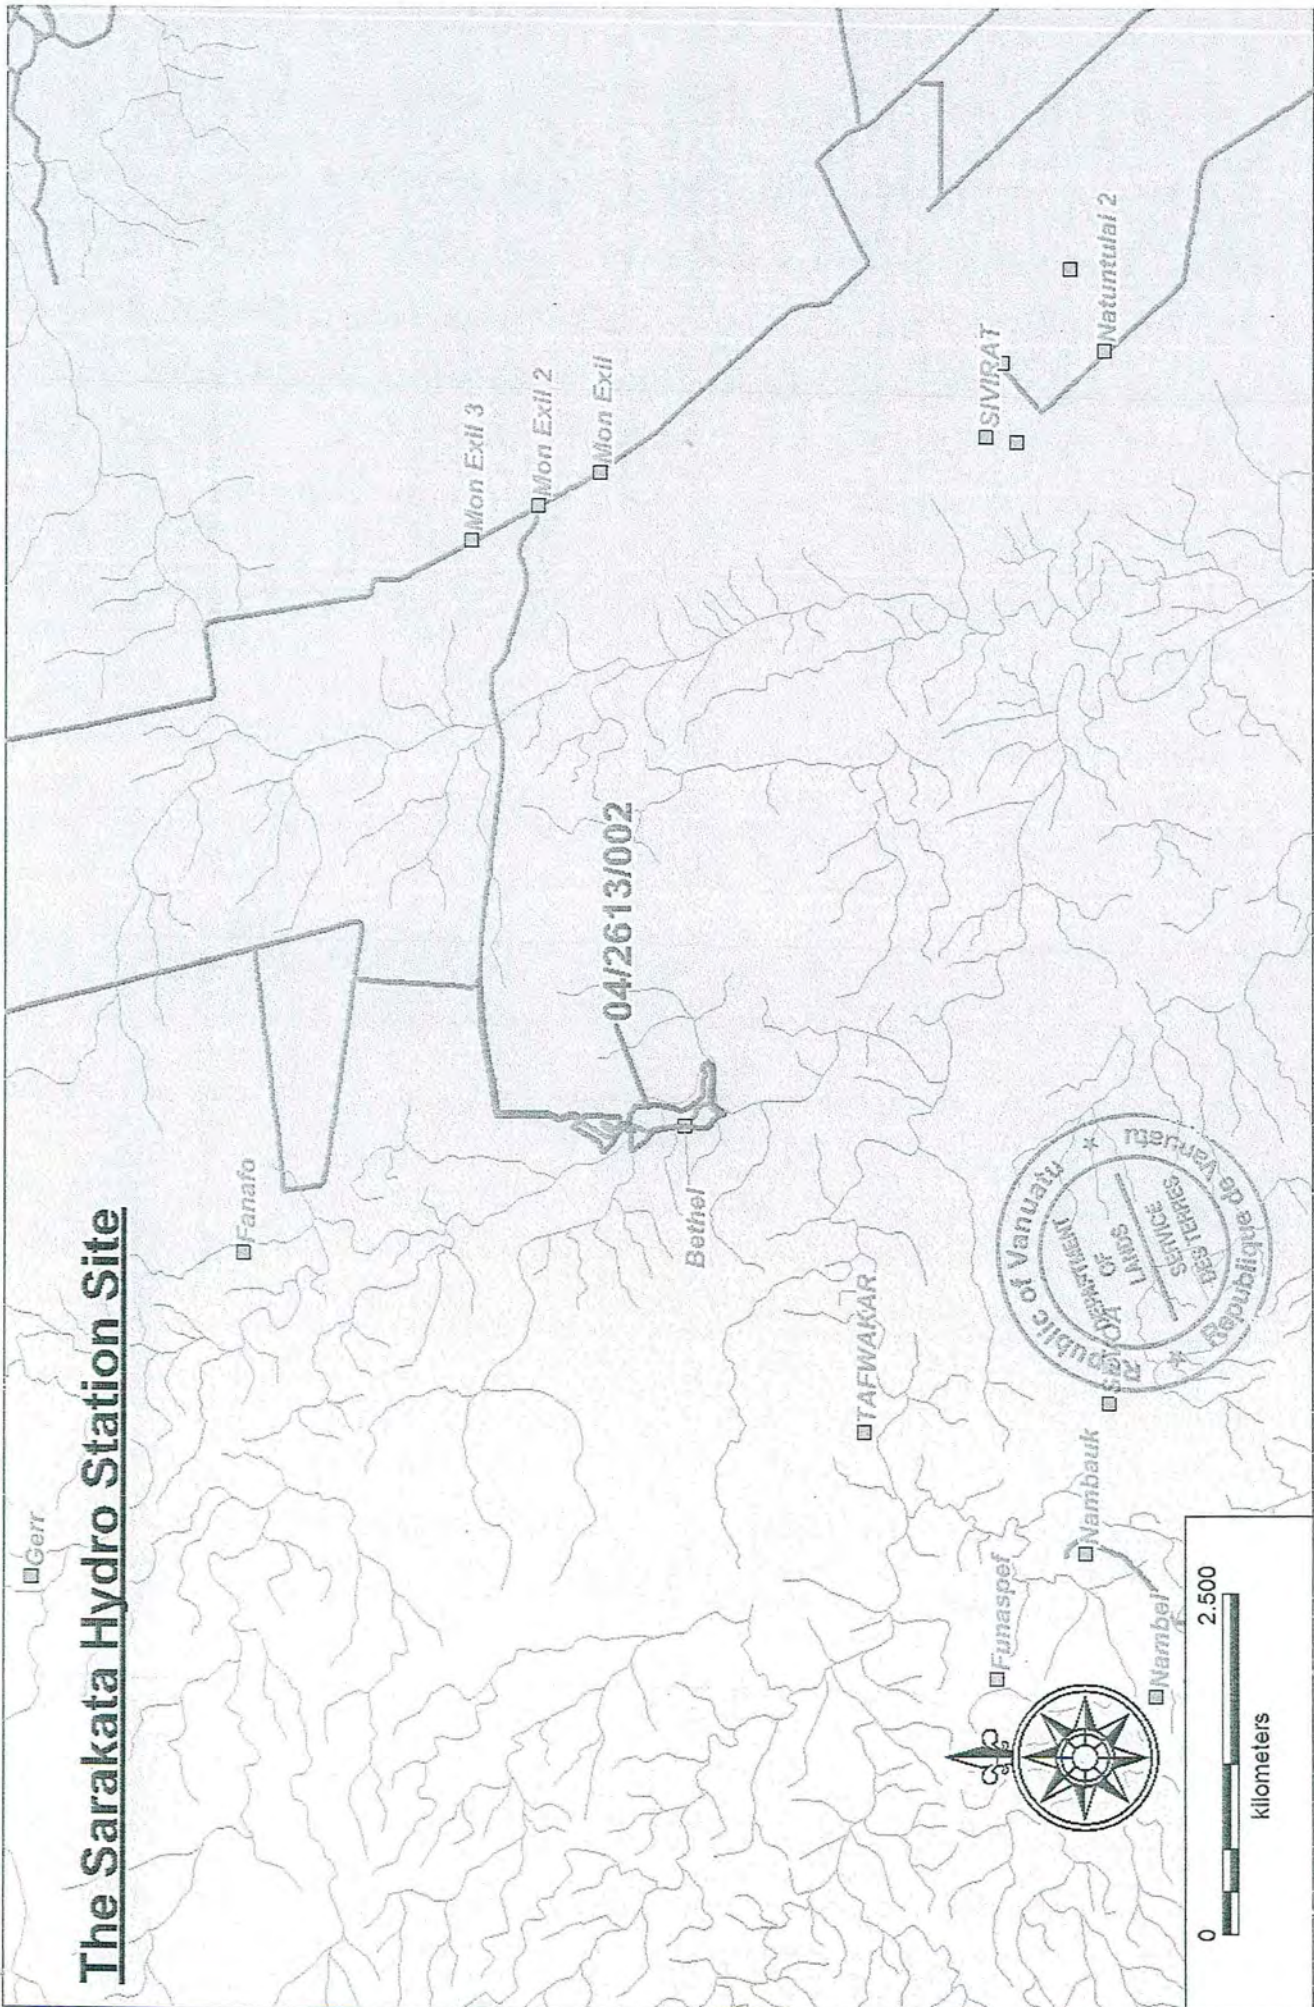 The Sarakata Hydro Station Site
Gerr
Fanafo
Mon Exil 3
Mon Exil 2
Mon Exil
04/2613/002
Bethel
TAFWAKAR
SIVIRAT
Natuntulai 2
Funaspef
Nambauk
Nambel
Republic of Vanuatu
DEPARTMENT
OF
LANDS
SERVICE
DES TERRES
Republique de Vanuatu
0
2.500
kilometers